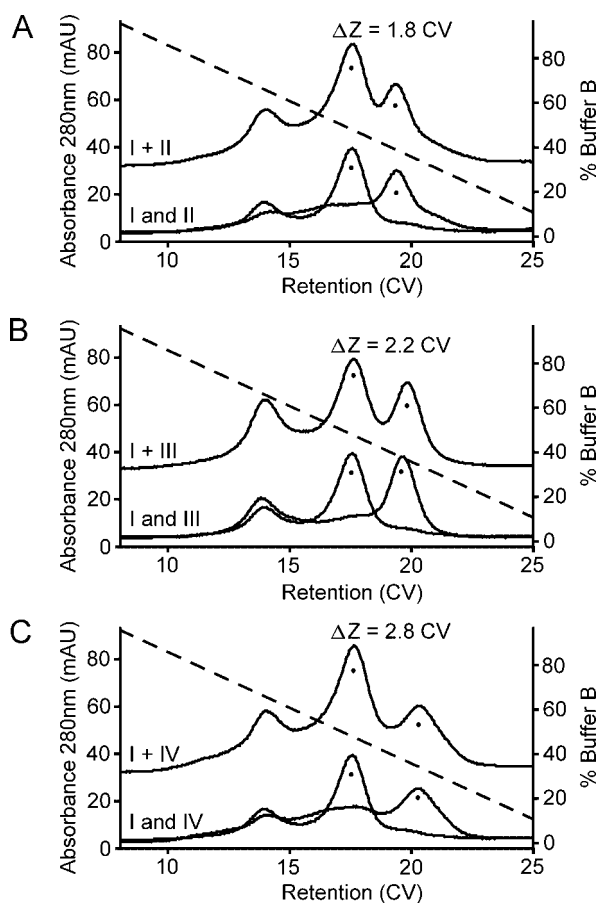 A
ΔZ = 1.8 CV
Absorbance 280nm (mAU)
80
60
40
20
0
I + II
I and II
80
60
40
20
0
% Buffer B
10
15
20
25
Retention (CV)
B
ΔZ = 2.2 CV
Absorbance 280nm (mAU)
80
60
40
20
0
I + III
I and III
80
60
40
20
0
% Buffer B
10
15
20
25
Retention (CV)
C
ΔZ = 2.8 CV
Absorbance 280nm (mAU)
80
60
40
20
0
I + IV
I and IV
80
60
40
20
0
% Buffer B
10
15
20
25
Retention (CV)